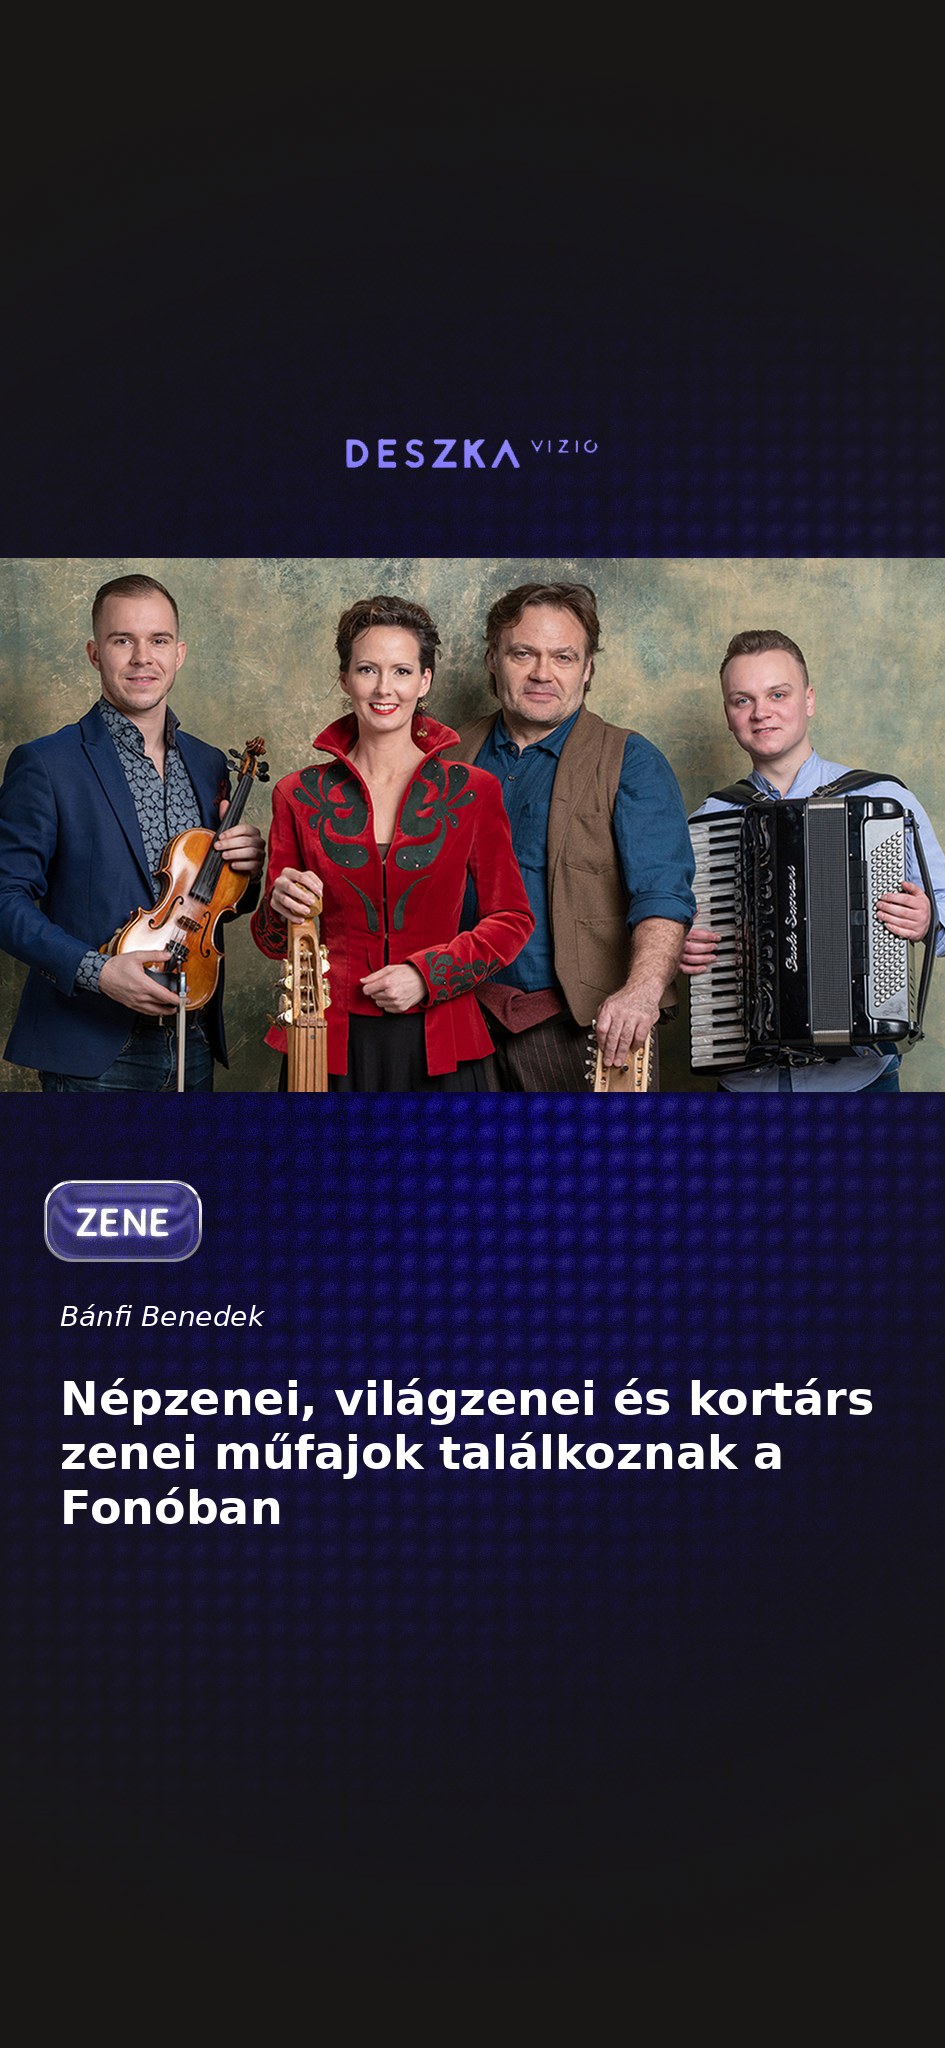 DESZKA VIZIO
ZENE
Bánfi Benedek
Népzenei, világzenei és kortárs
zenei műfajok találkoznak a
Fonóban